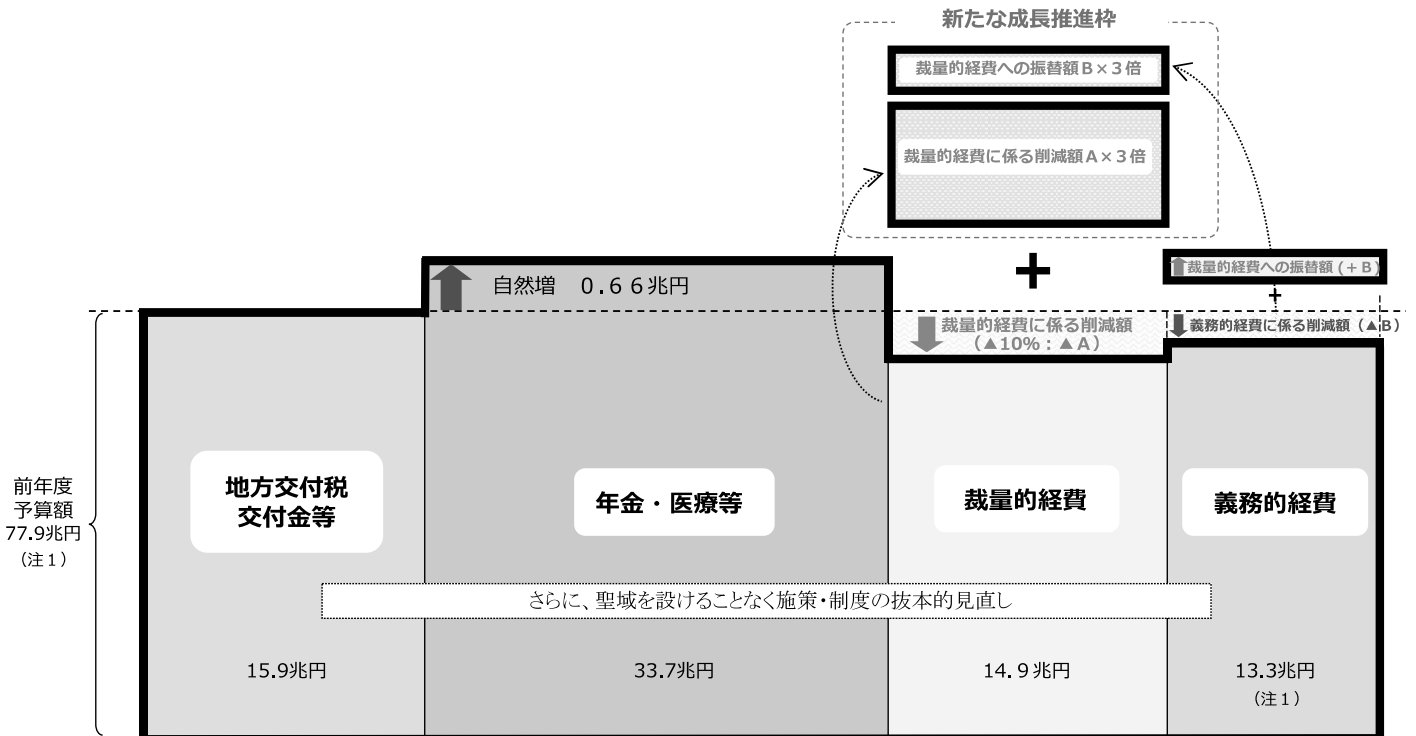 新たな成長推進枠
裁量的経費への振替額B×3倍
裁量的経費に係る削減額A×3倍
+
自然増 0.66兆円
裁量的経費への振替額(+B)
+
裁量的経費に係る削減額
(▲10%:▲A)
義務的経費に係る削減額(▲B)
前年度
予算額
77.9兆円
(注1)
地方交付税
交付金等
年金・医療等
裁量的経費
義務的経費
さらに、聖域を設けることなく施策・制度の抜本的見直し
15.9兆円
33.7兆円
14.9兆円
13.3兆円
(注1)